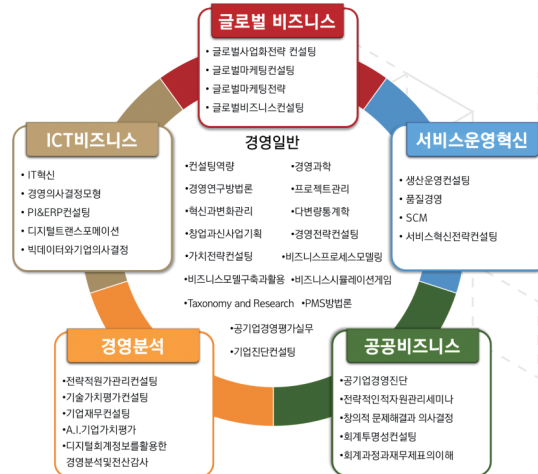 글로벌 비즈니스
• 글로벌사업화전략 컨설팅
• 글로벌마케팅컨설팅
• 글로벌마케팅전략
• 글로벌비즈니스컨설팅
ICT비즈니스
• IT혁신
• 경영의사결정모형
• PI&ERP컨설팅
• 디지털트랜스포메이션
• 빅데이터와기업의사결정
경영일반
•컨설팅역량
•경영과학
•경영연구방법론
•프로젝트관리
•혁신과변화관리
•다변량통계학
•창업과신사업기획
•경영전략컨설팅
•가치전략컨설팅
•비즈니스프로세스모델링
•비즈니스모델구축과활용
•비즈니스시뮬레이션게임
•Taxonomy and Research
•PMS방법론
•공기업경영평가실무
•기업진단컨설팅
서비스운영혁신
• 생산운영컨설팅
• 품질경영
• SCM
• 서비스혁신전략컨설팅
경영분석
•전략적원가관리컨설팅
•기술가치평가컨설팅
•기업재무컨설팅
•A.I.기업가치평가
•디지털회계정보를활용한
경영분석및전산감사
공공비즈니스
•공기업경영진단
•전략적인적자원관리세미나
•창의적 문제해결과 의사결정
•회계투명성컨설팅
•회계과정과재무제표의이해